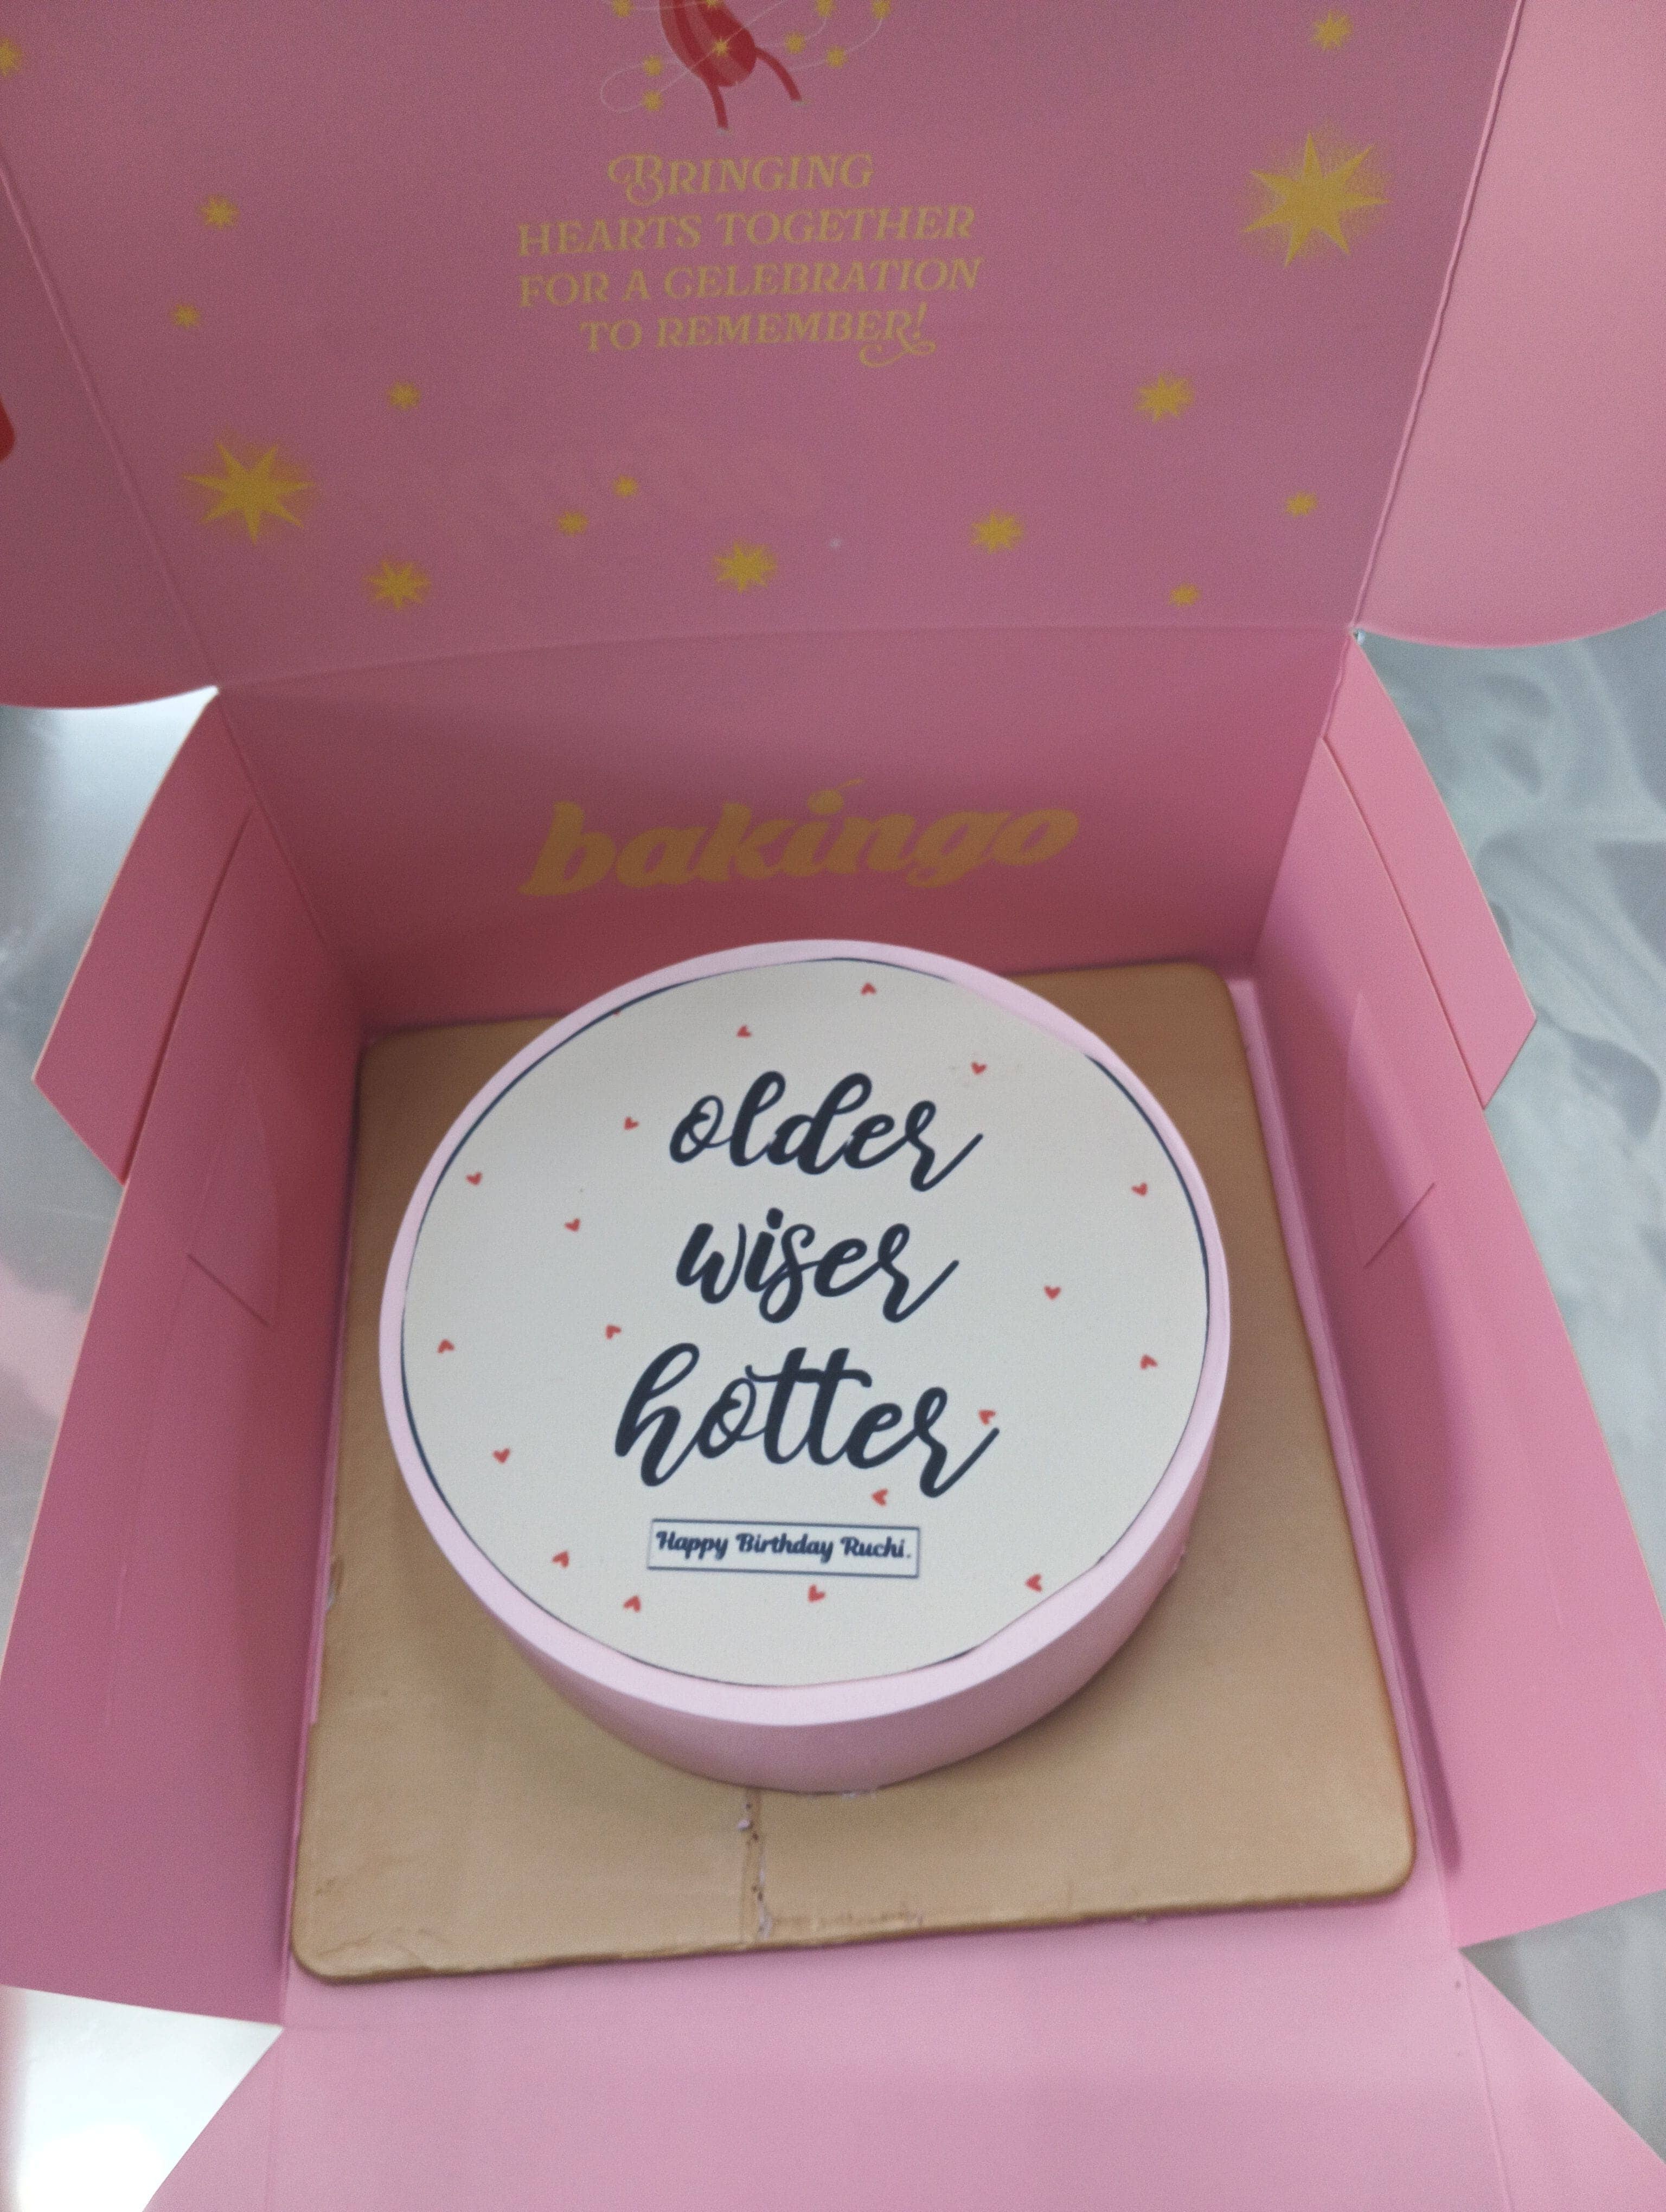 BRINGING
HEARTS TOGETHER
FOR A CELEBRATION
TO REMEMBER!
bakingo
older
wiser
hotter
Happy Birthday Ruchi.